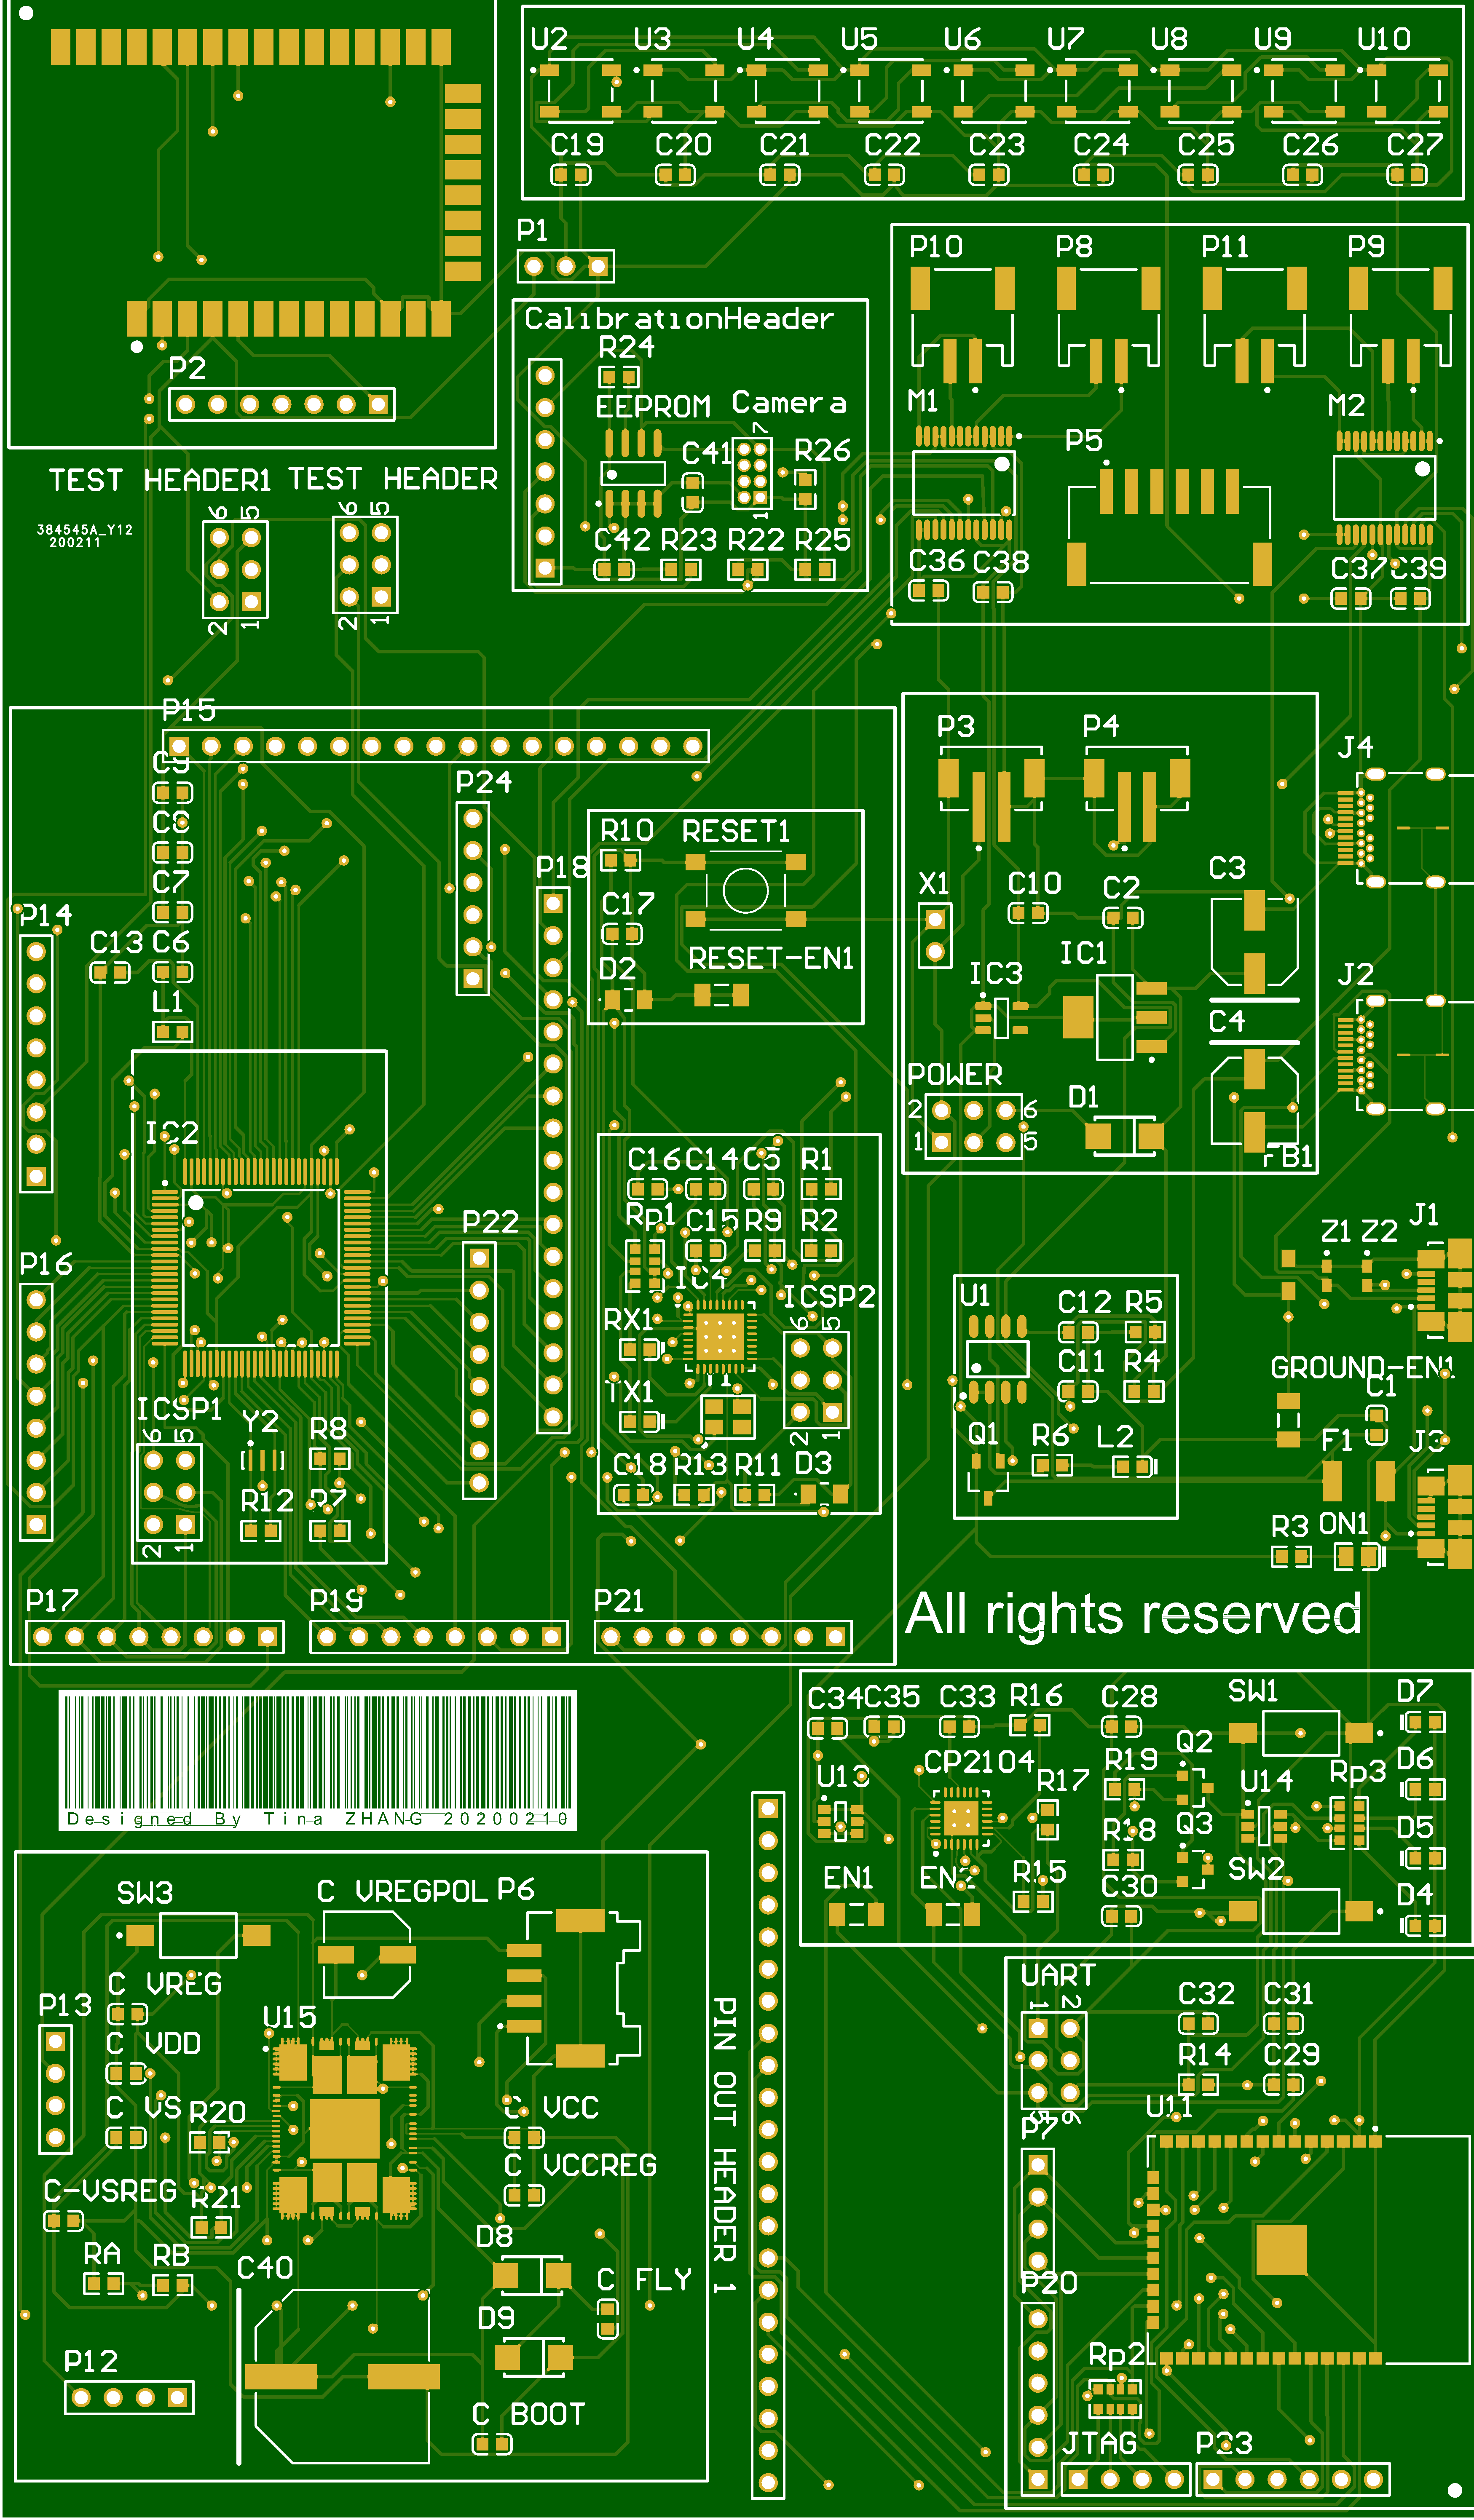 U2 U3 U4 U5 U6 U7 U8 U9 U10
C19 C20 C21 C22 C23 C24 C25 C26 C27
P1
P10 P8 P11 P9
CalibrationHeader
R24
P2
EEPROM Camera
M1 M2
7
P5
C41 R26
TEST HEADER1 TEST HEADER
6 5 6 5
1
384545A_Y12
200211
C42 R23 R22 R25
C36 C38 C37 C39
2 1 2 1
P15
P3 P4
J4
C9
P24
C8
R10 RESET1
P18
C7
C17
X1 C10 C2 C3
P14
C13 C6
RESET-EN1
D2
IC3 IC1
J2
L1
C4
POWER
2 6
1 5
D1
IC2
FB1
C16 C14 C5 R1
P22
Rp1 C15 R9 R2
J1
Z1 Z2
P16
IC4
ICSP2
6 5
RX1
U1 C12 R5
C11 R4
GROUND-EN1
TX1 Y1
C1
ICSP1
6 5
Y2 R8
2 1
Q1 R6 L2
F1 J3
C18 R13 R11 D3
R12 R7
2 1
R3 ON1
P17 P19 P21
All rights reserved
C34 C35 C33 R16 C28 SW1 D7
Q2
CP2104
U13 R17 R19 U14 Rp3 D6
Designed By Tina ZHANG 20200210
R18 Q3 D5
SW2
EN1 EN2 R15 C30 D4
SW3 C VREGPOL P6
UART
1 2
C VREG
C32 C31
P13
U15
C VDD
R14 C29
PIN OUT HEADER 1
C VS R20
C VCC
5 6
U11
P7
C VCCREG
C-VSREG R21
D8
RA RB C40
C FLY
P20
D9
Rp2
P12
C BOOT
JTAG P23